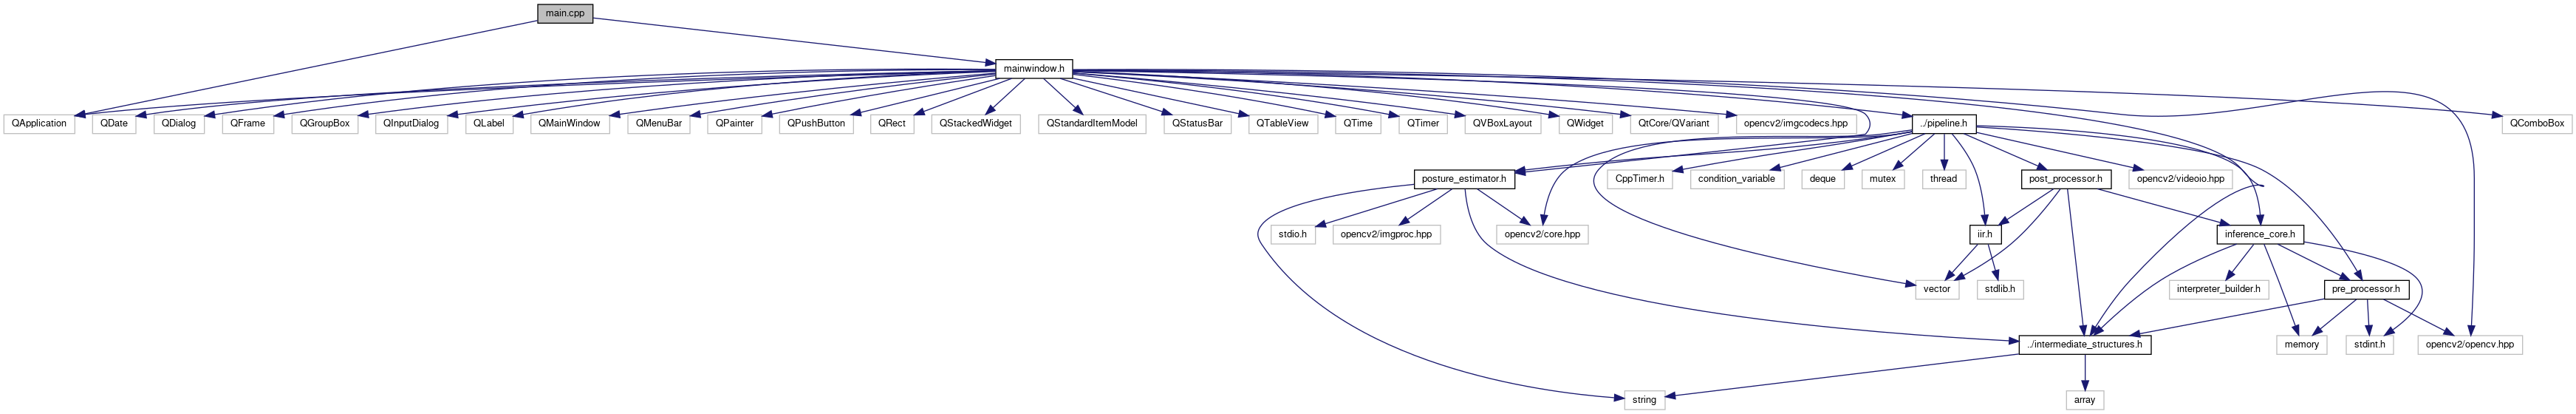 main.cpp
mainwindow.h
QApplication
QDate
QDialog
QFrame
QGroupBox
QInputDialog
QLabel
QMainWindow
QMenuBar
QPainter
QPushButton
QRect
QStackedWidget
QStandardItemModel
QStatusBar
QTableView
QTime
QTimer
QVBoxLayout
QWidget
QtCore/QVariant
opencv2/imgcodecs.hpp
../pipeline.h
QComboBox
posture_estimator.h
CppTimer.h
condition_variable
deque
mutex
thread
post_processor.h
opencv2/videoio.hpp
stdio.h
opencv2/imgproc.hpp
opencv2/core.hpp
iir.h
inference_core.h
vector
stdlib.h
interpreter_builder.h
pre_processor.h
../intermediate_structures.h
memory
stdint.h
opencv2/opencv.hpp
string
array